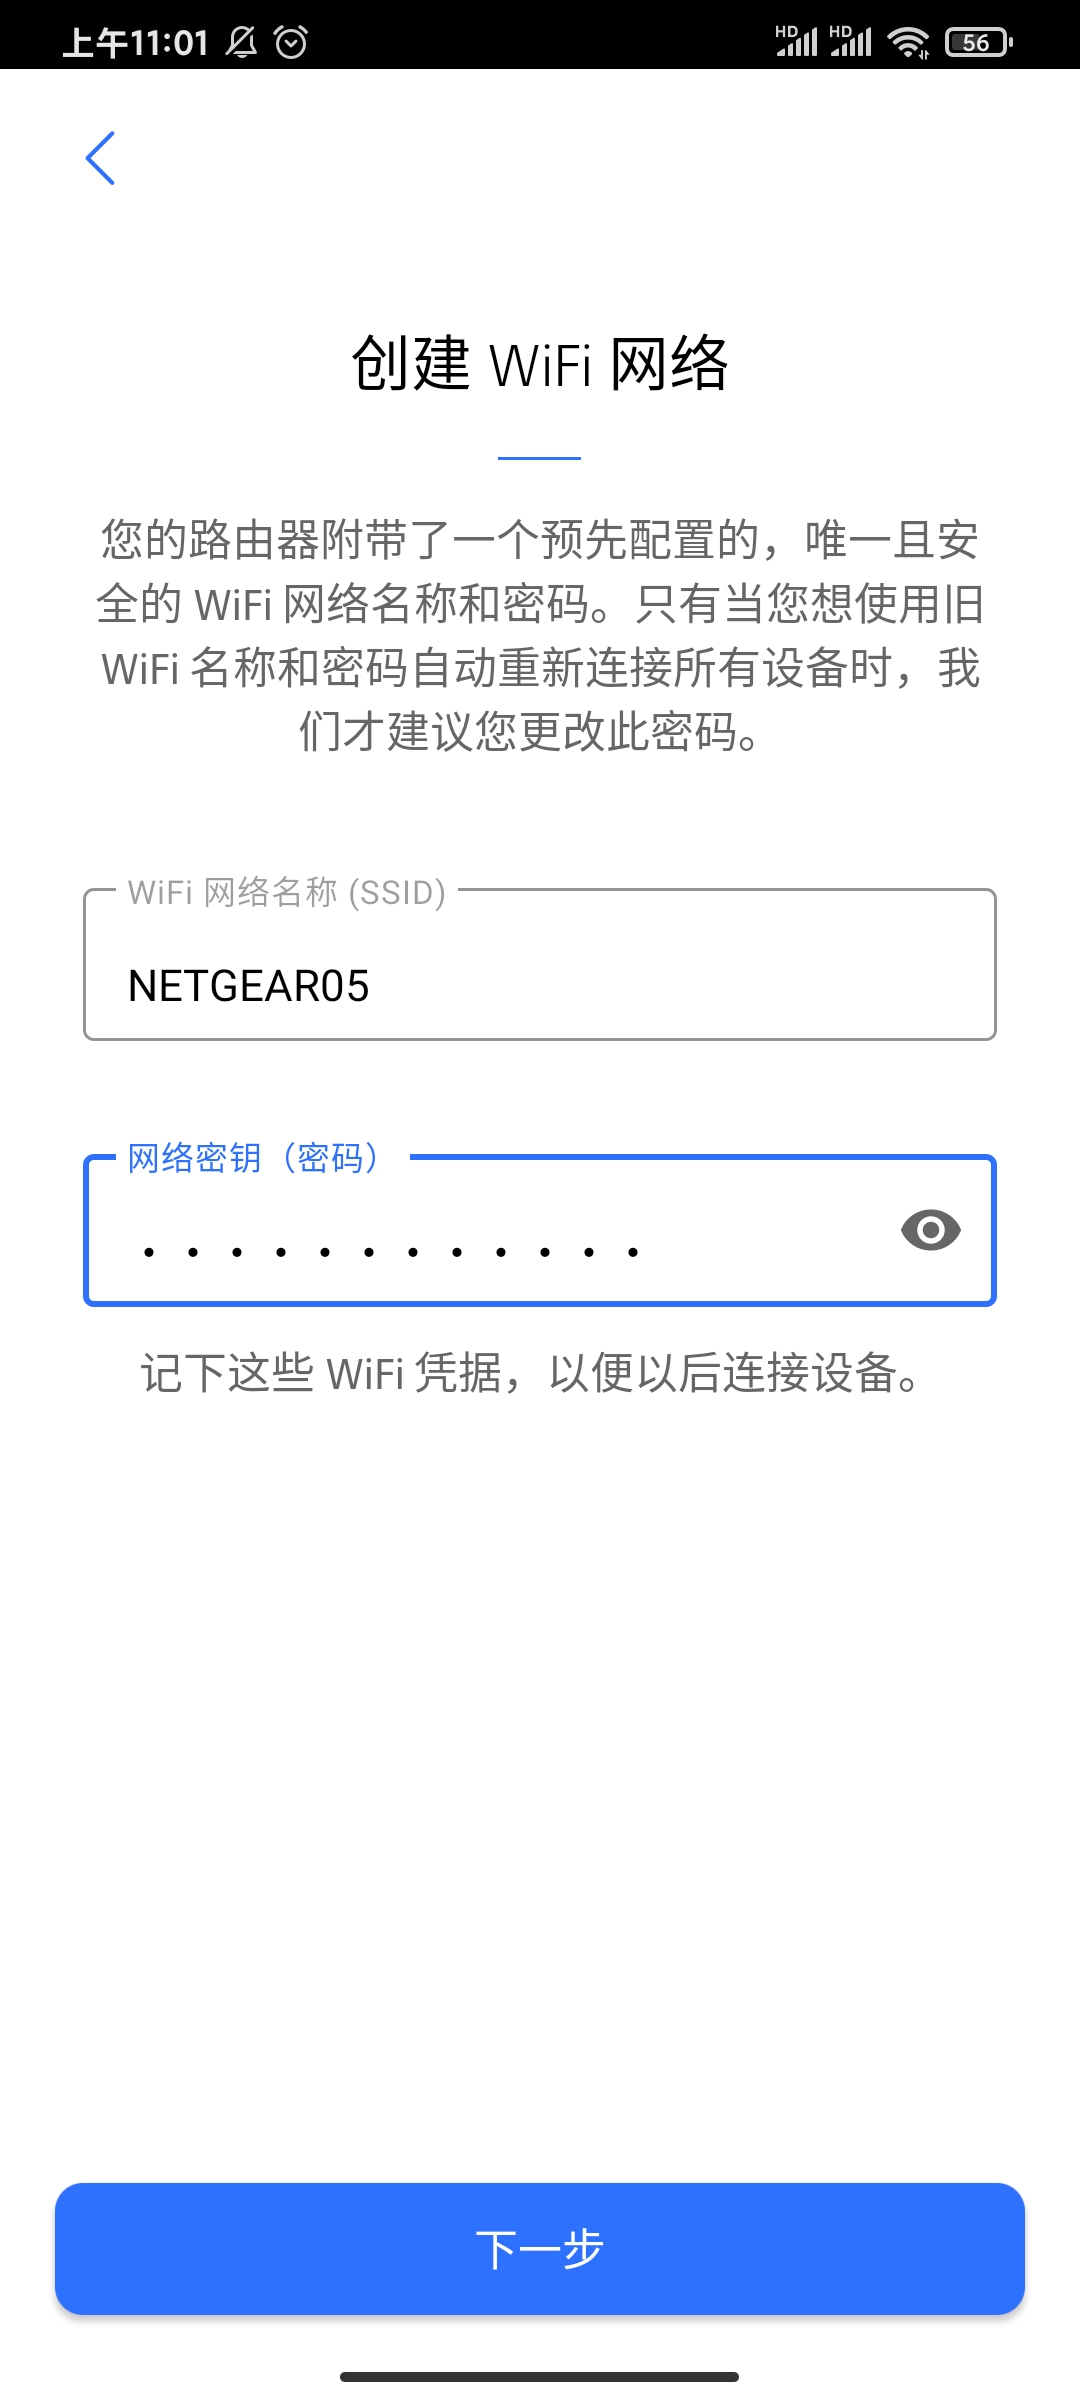 上午11:01
HD HD 56
创建 WiFi 网络
您的路由器附带了一个预先配置的，唯一且安
全的 WiFi 网络名称和密码。只有当您想使用旧
WiFi 名称和密码自动重新连接所有设备时，我
们才建议您更改此密码。
WiFi 网络名称 (SSID)
NETGEAR05
网络密钥（密码）
• • • • • • • • • • • •
记下这些 WiFi 凭据，以便以后连接设备。
下一步